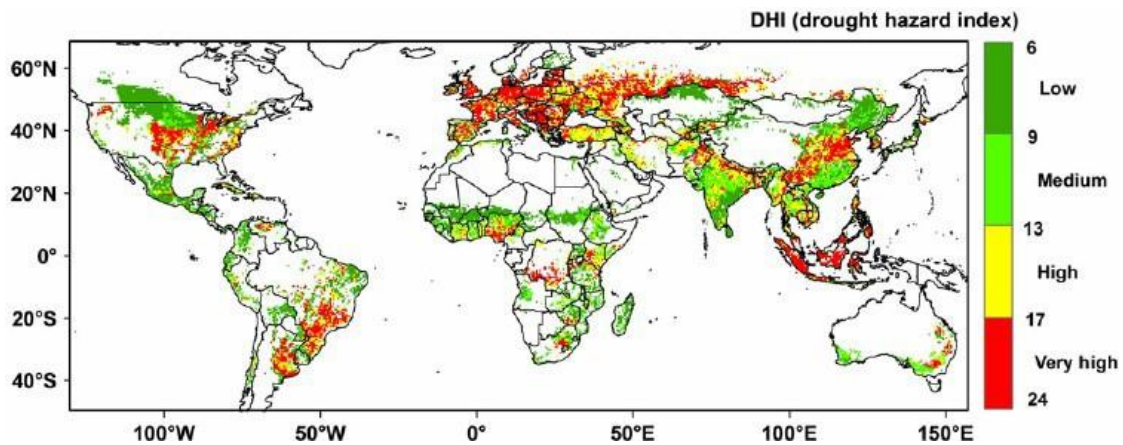 DHI (drought hazard index)
60°N
40°N
20°N
0°
20°S
40°S
100°W
50°W
0°
50°E
100°E
150°E
6
Low
9
Medium
13
High
17
Very high
24